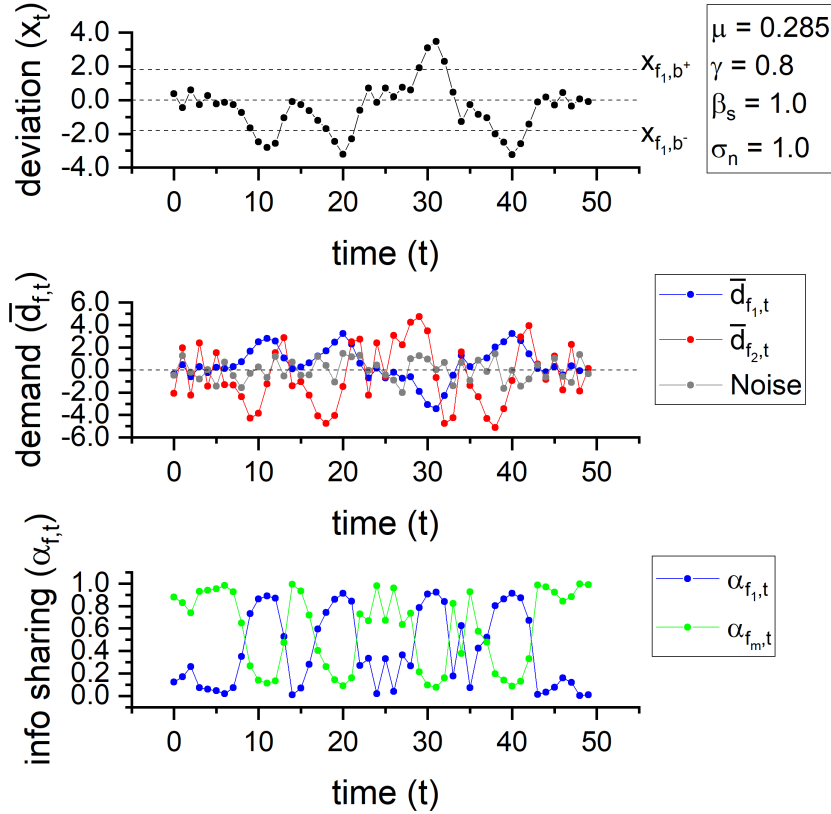 deviation (x_t)
4.0
2.0
0.0
-2.0
-4.0
x_{f_1,b^+}
x_{f_1,b^-}
μ = 0.285
γ = 0.8
β_s = 1.0
σ_n = 1.0
0 10 20 30 40 50
time (t)
demand (d̅_{f,t})
6.0
4.0
2.0
0.0
-2.0
-4.0
-6.0
d̅_{f_1,t}
d̅_{f_2,t}
Noise
0 10 20 30 40 50
time (t)
info sharing (α_{f,t})
1.0
0.8
0.6
0.4
0.2
0.0
α_{f_1,t}
α_{f_m,t}
0 10 20 30 40 50
time (t)